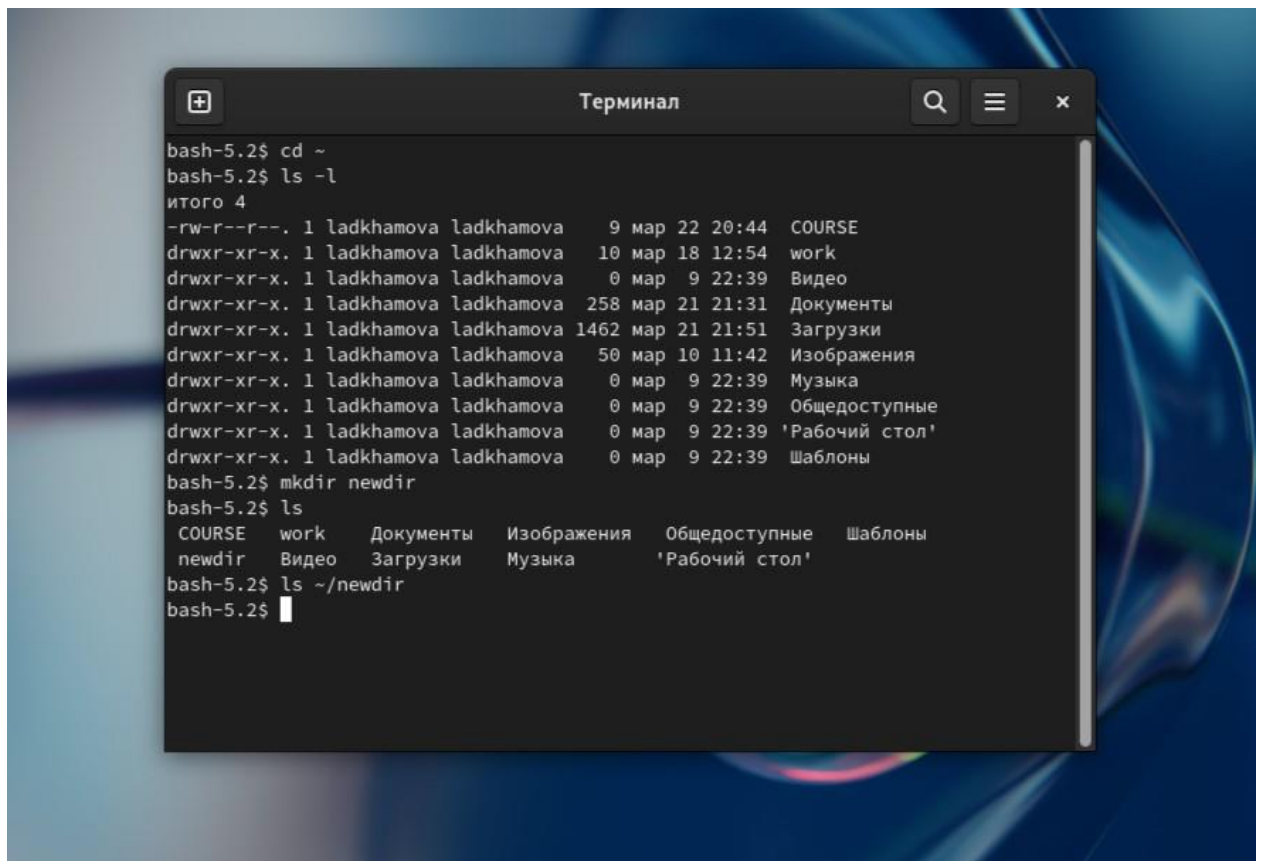 Терминал
bash-5.2$ cd ~
bash-5.2$ ls -l
итого 4
-rw-r--r--. 1 ladkhamova ladkhamova    9 мар 22 20:44  COURSE
drwxr-xr-x. 1 ladkhamova ladkhamova   10 мар 18 12:54  work
drwxr-xr-x. 1 ladkhamova ladkhamova    0 мар  9 22:39  Видео
drwxr-xr-x. 1 ladkhamova ladkhamova  258 мар 21 21:31  Документы
drwxr-xr-x. 1 ladkhamova ladkhamova 1462 мар 21 21:51  Загрузки
drwxr-xr-x. 1 ladkhamova ladkhamova   50 мар 10 11:42  Изображения
drwxr-xr-x. 1 ladkhamova ladkhamova    0 мар  9 22:39  Музыка
drwxr-xr-x. 1 ladkhamova ladkhamova    0 мар  9 22:39  Общедоступные
drwxr-xr-x. 1 ladkhamova ladkhamova    0 мар  9 22:39 'Рабочий стол'
drwxr-xr-x. 1 ladkhamova ladkhamova    0 мар  9 22:39  Шаблоны
bash-5.2$ mkdir newdir
bash-5.2$ ls
 COURSE   work    Документы   Изображения   Общедоступные   Шаблоны
 newdir   Видео   Загрузки    Музыка       'Рабочий стол'
bash-5.2$ ls ~/newdir
bash-5.2$